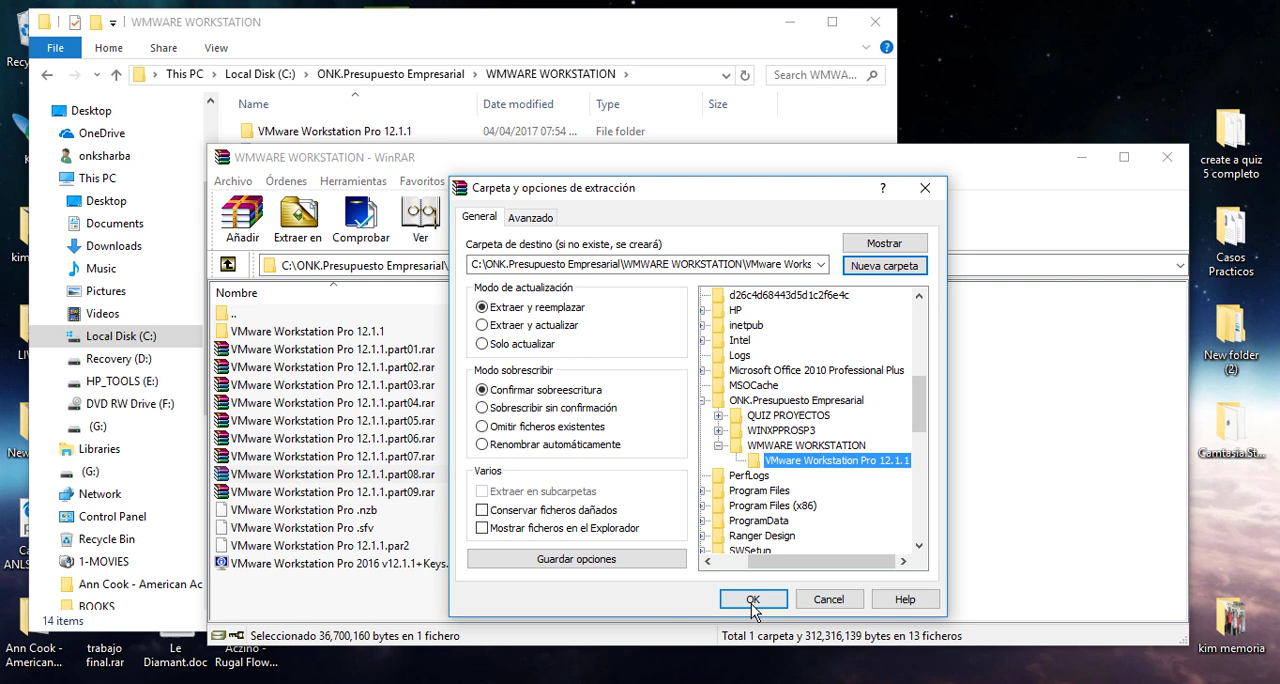 WMWARE WORKSTATION
File Home Share View
This PC Local Disk (C:) ONK.Presupuesto Empresarial WMWARE WORKSTATION
Search WMWA...
Name Date modified Type Size
VMware Workstation Pro 12.1.1 04/04/2017 07:54 ... File folder
Desktop
OneDrive
onksharba
This PC
Desktop
Documents
Downloads
Music
Pictures
Videos
Local Disk (C:)
Recovery (D:)
HP_TOOLS (E:)
DVD RW Drive (F:)
(G:)
Libraries
(G:)
Network
Control Panel
Recycle Bin
1-MOVIES
Ann Cook - American Ac
BOOKS
14 items
WMWARE WORKSTATION - WinRAR
Archivo Órdenes Herramientas Favoritos
Añadir Extraer en Comprobar Ver
C:\ONK.Presupuesto Empresarial\
Nombre
..
VMware Workstation Pro 12.1.1
VMware Workstation Pro 12.1.1.part01.rar
VMware Workstation Pro 12.1.1.part02.rar
VMware Workstation Pro 12.1.1.part03.rar
VMware Workstation Pro 12.1.1.part04.rar
VMware Workstation Pro 12.1.1.part05.rar
VMware Workstation Pro 12.1.1.part06.rar
VMware Workstation Pro 12.1.1.part07.rar
VMware Workstation Pro 12.1.1.part08.rar
VMware Workstation Pro 12.1.1.part09.rar
VMware Workstation Pro .nzb
VMware Workstation Pro .sfv
VMware Workstation Pro 12.1.1.par2
VMware Workstation Pro 2016 v12.1.1+Keys.
Seleccionado 36,700,160 bytes en 1 fichero
Total 1 carpeta y 312,316,139 bytes en 13 ficheros
Carpeta y opciones de extracción
?
General Avanzado
Carpeta de destino (si no existe, se creará)
Mostrar
C:\ONK.Presupuesto Empresarial\WMWARE WORKSTATION\VMware Works
Nueva carpeta
Modo de actualización
Extraer y reemplazar
Extraer y actualizar
Solo actualizar
Modo sobrescribir
Confirmar sobreescritura
Sobrescribir sin confirmación
Omitir ficheros existentes
Renombrar automáticamente
Varios
Extraer en subcarpetas
Conservar ficheros dañados
Mostrar ficheros en el Explorador
Guardar opciones
d26c4d68443d5d1c2f6e4c
HP
inetpub
Intel
Logs
Microsoft Office 2010 Professional Plus
MSOCache
ONK.Presupuesto Empresarial
QUIZ PROYECTOS
WINXPPROSP3
WMWARE WORKSTATION
VMware Workstation Pro 12.1.1
PerfLogs
Program Files
Program Files (x86)
ProgramData
Ranger Design
SWSetup
OK Cancel Help
create a quiz
5 completo
Casos
Practicos
New folder
(2)
Camtasia.St...
kim memoria
Ann Cook -
American...
trabajo
final.rar
Le
Diamant.doc
Aczino -
Rugal Flow...